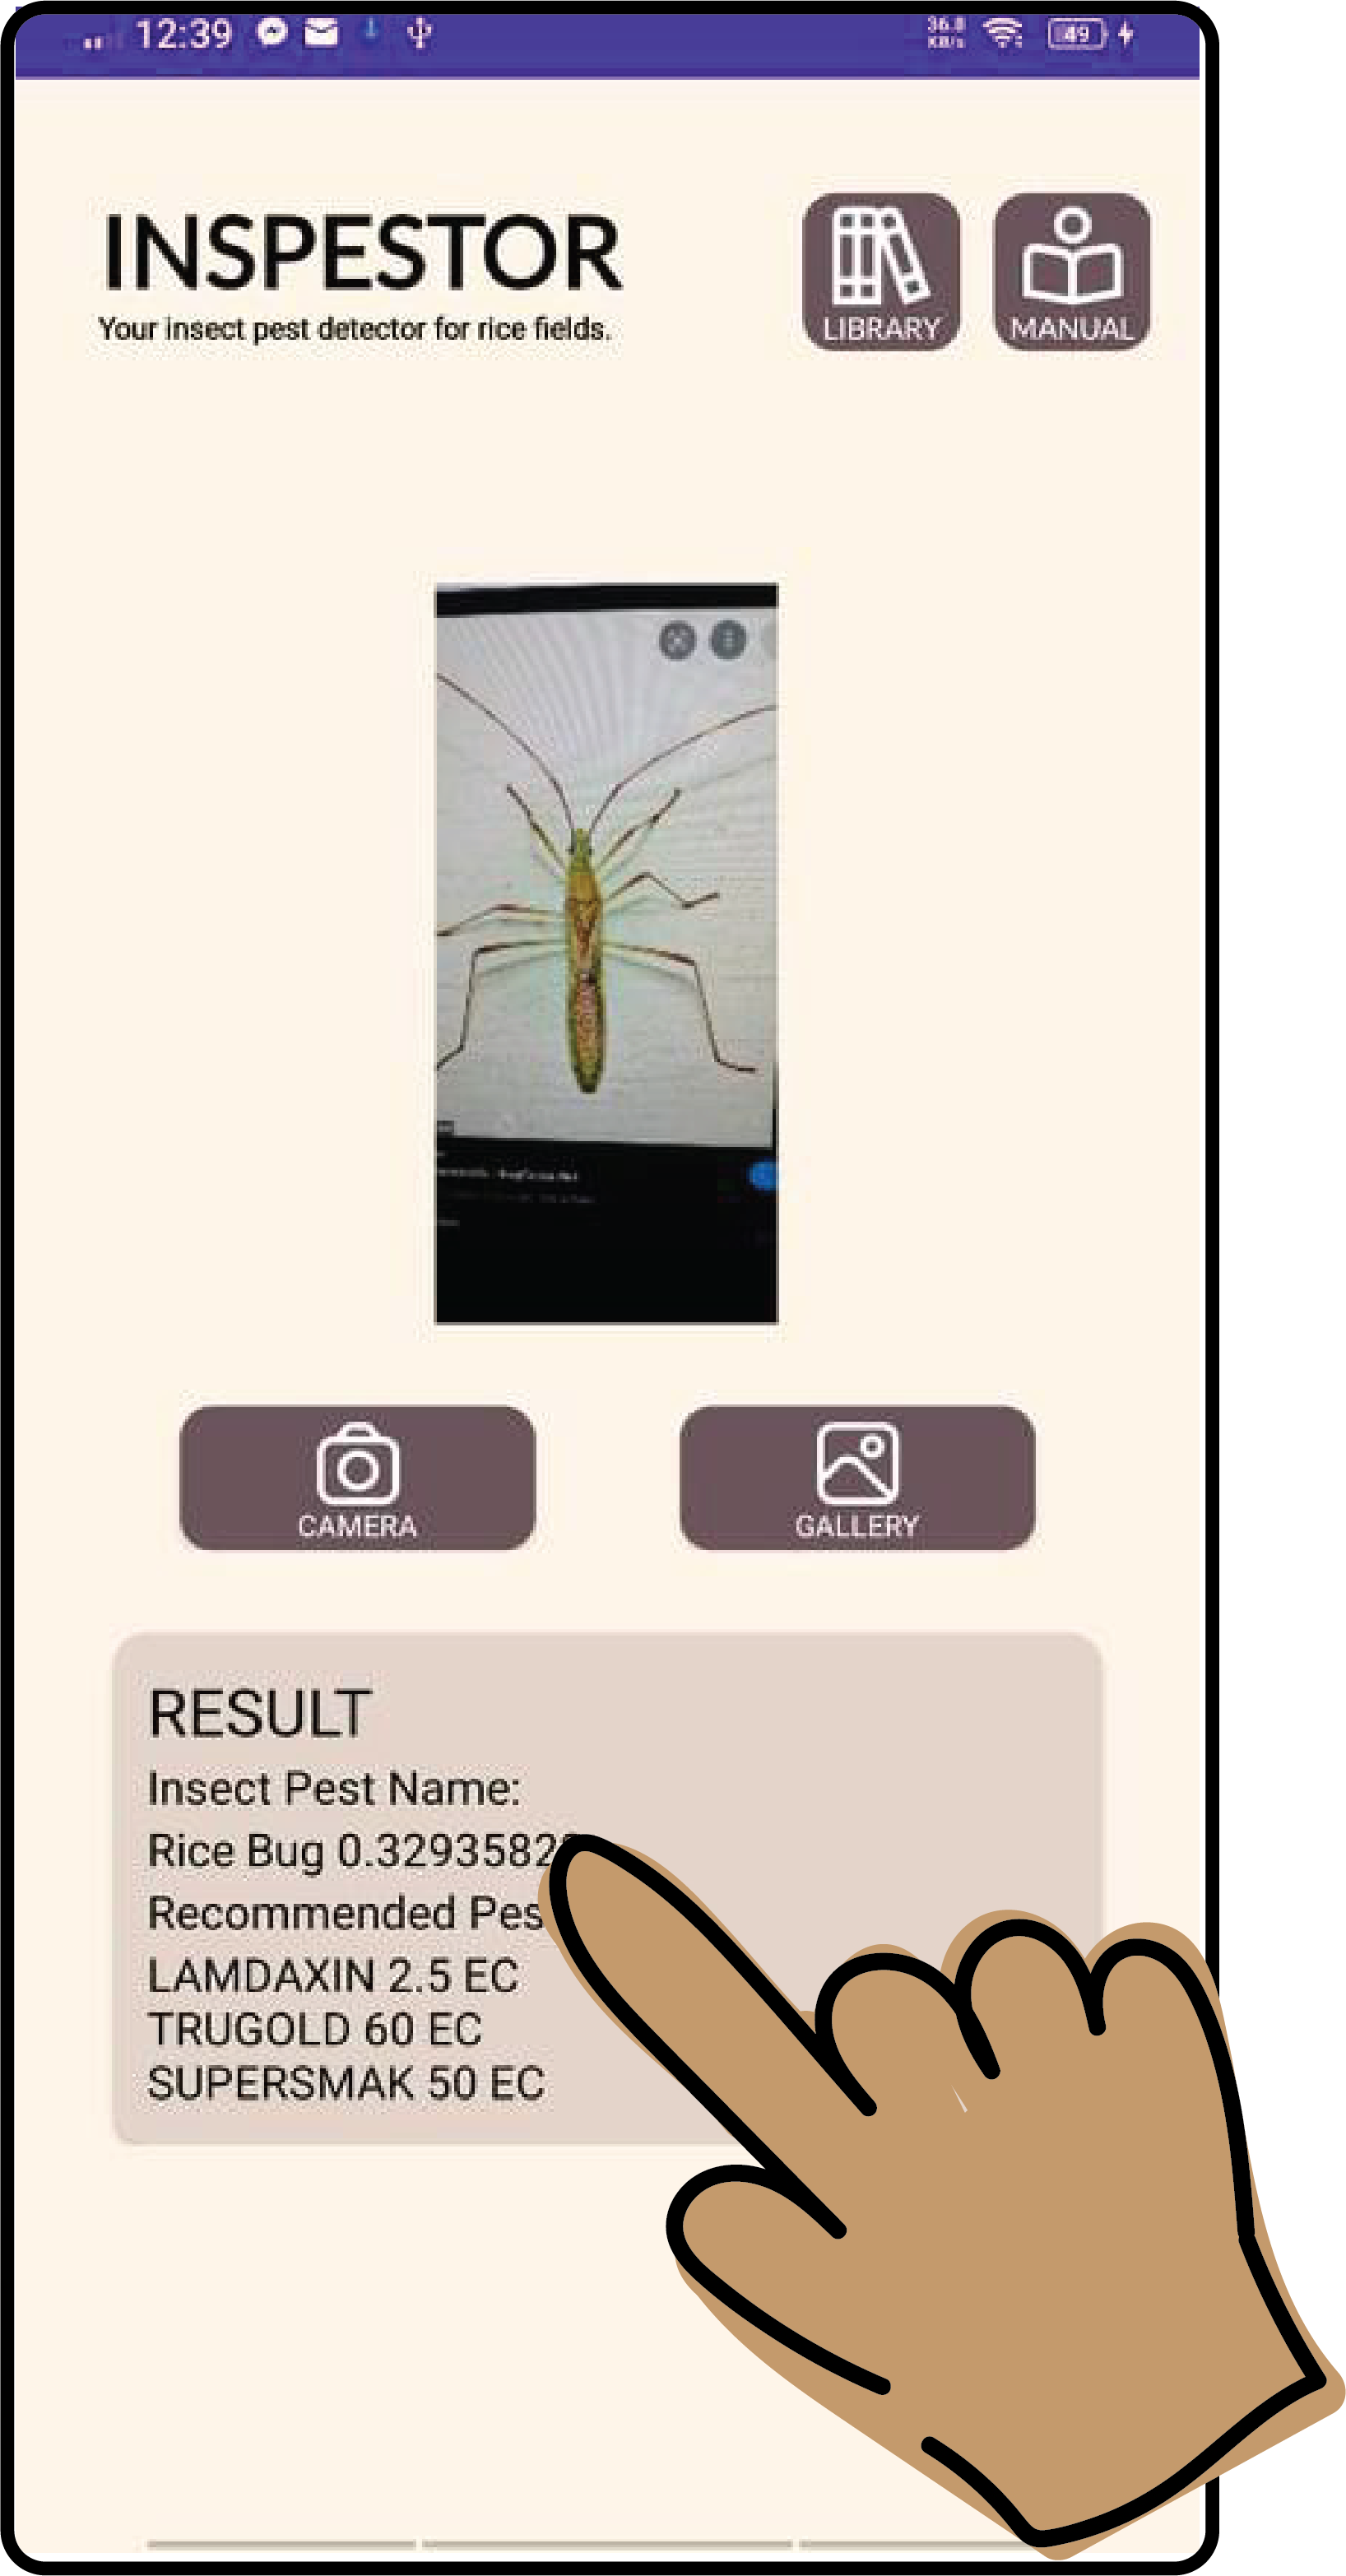 12:39
36.8
KB/s
49
INSPESTOR
Your insect pest detector for rice fields.
LIBRARY
MANUAL
CAMERA
GALLERY
RESULT
Insect Pest Name:
Rice Bug 0.3293582
Recommended Pes
LAMDAXIN 2.5 EC
TRUGOLD 60 EC
SUPERSMAK 50 EC